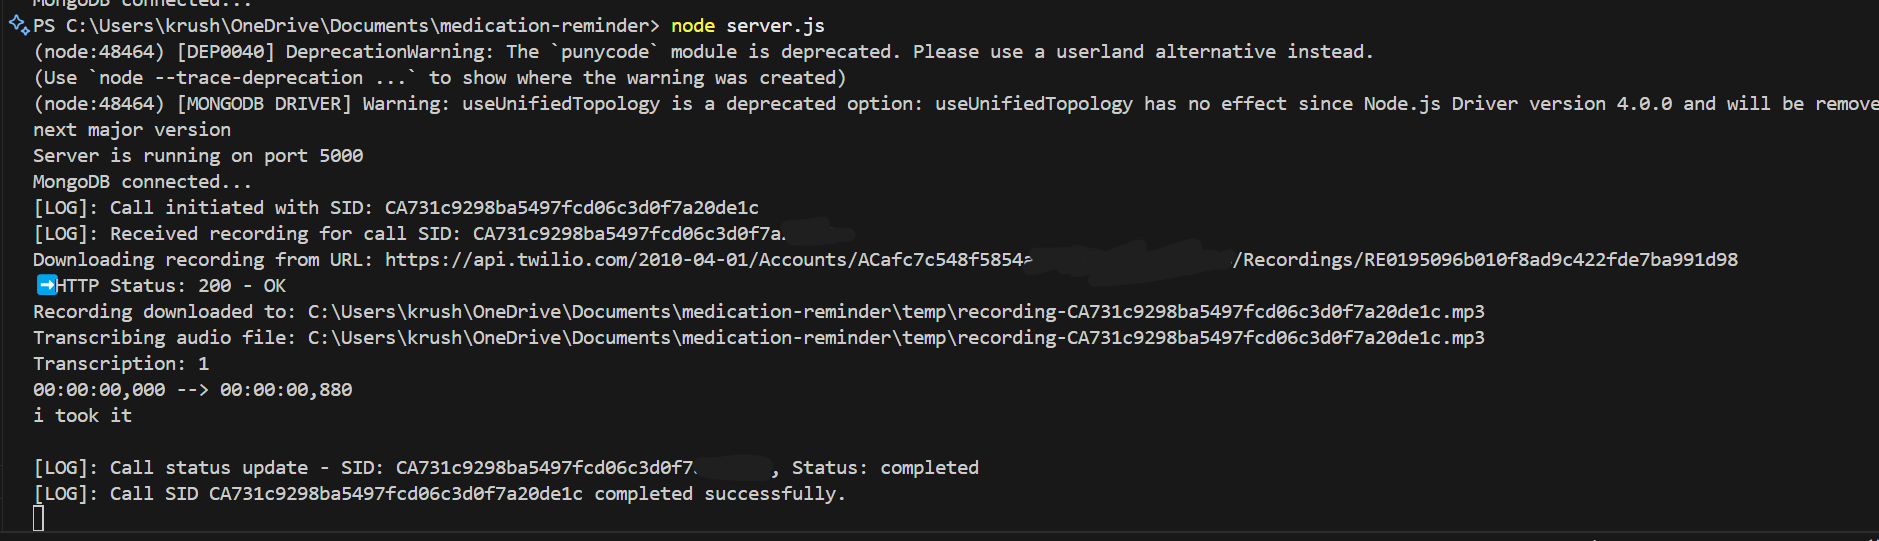 MongoDB connected...
PS C:\Users\krush\OneDrive\Documents\medication-reminder> node server.js
(node:48464) [DEP0040] DeprecationWarning: The `punycode` module is deprecated. Please use a userland alternative instead.
(Use `node --trace-deprecation ...` to show where the warning was created)
(node:48464) [MONGODB DRIVER] Warning: useUnifiedTopology is a deprecated option: useUnifiedTopology has no effect since Node.js Driver version 4.0.0 and will be remove
next major version
Server is running on port 5000
MongoDB connected...
[LOG]: Call initiated with SID: CA731c9298ba5497fcd06c3d0f7a20de1c
[LOG]: Received recording for call SID: CA731c9298ba5497fcd06c3d0f7a
Downloading recording from URL: https://api.twilio.com/2010-04-01/Accounts/ACafc7c548f5854 /Recordings/RE0195096b010f8ad9c422fde7ba991d98
HTTP Status: 200 - OK
Recording downloaded to: C:\Users\krush\OneDrive\Documents\medication-reminder\temp\recording-CA731c9298ba5497fcd06c3d0f7a20de1c.mp3
Transcribing audio file: C:\Users\krush\OneDrive\Documents\medication-reminder\temp\recording-CA731c9298ba5497fcd06c3d0f7a20de1c.mp3
Transcription: 1
00:00:00,000 --> 00:00:00,880
i took it
[LOG]: Call status update - SID: CA731c9298ba5497fcd06c3d0f7 , Status: completed
[LOG]: Call SID CA731c9298ba5497fcd06c3d0f7a20de1c completed successfully.